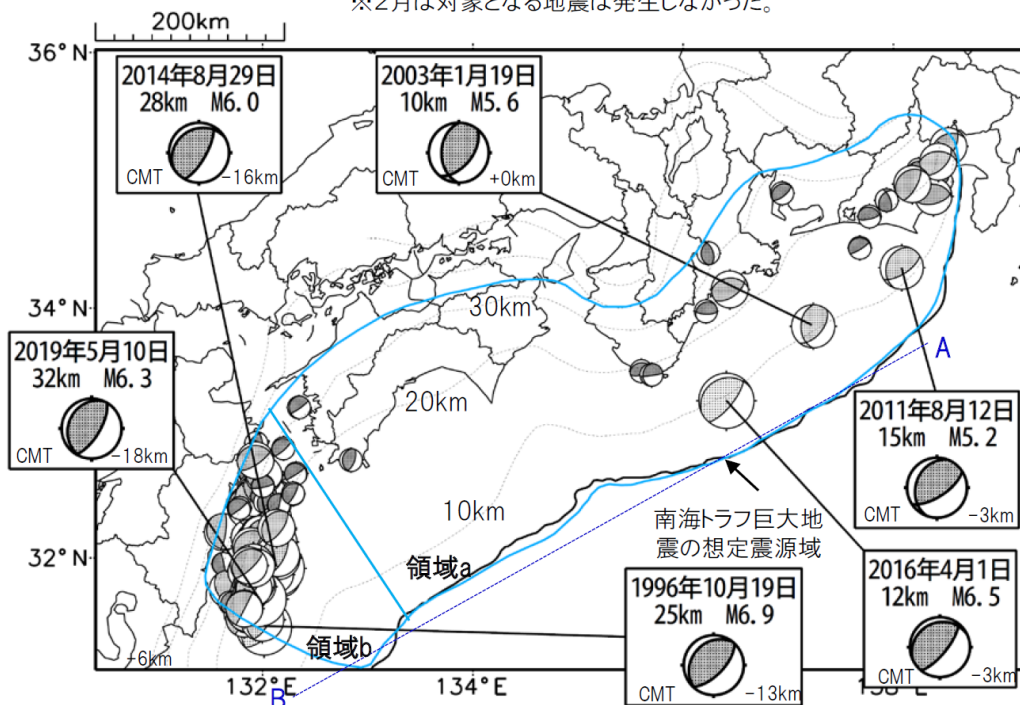 ※2月は対象となる地震は発生しなかった。
200km
36°N
2014年8月29日
28km M6.0
CMT
-16km
2003年1月19日
10km M5.6
CMT
+0km
34°N
30km
2019年5月10日
32km M6.3
CMT
-18km
20km
A
2011年8月12日
15km M5.2
CMT
-3km
10km
南海トラフ巨大地
震の想定震源域
32°N
領域a
2016年4月1日
12km M6.5
CMT
-3km
1996年10月19日
25km M6.9
CMT
-13km
領域b
+6km
132°E
B
134°E